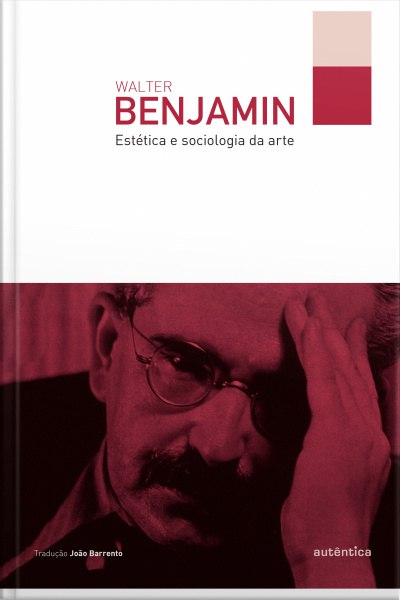 WALTER
BENJAMIN
Estética e sociologia da arte
Tradução João Barrento
autêntica